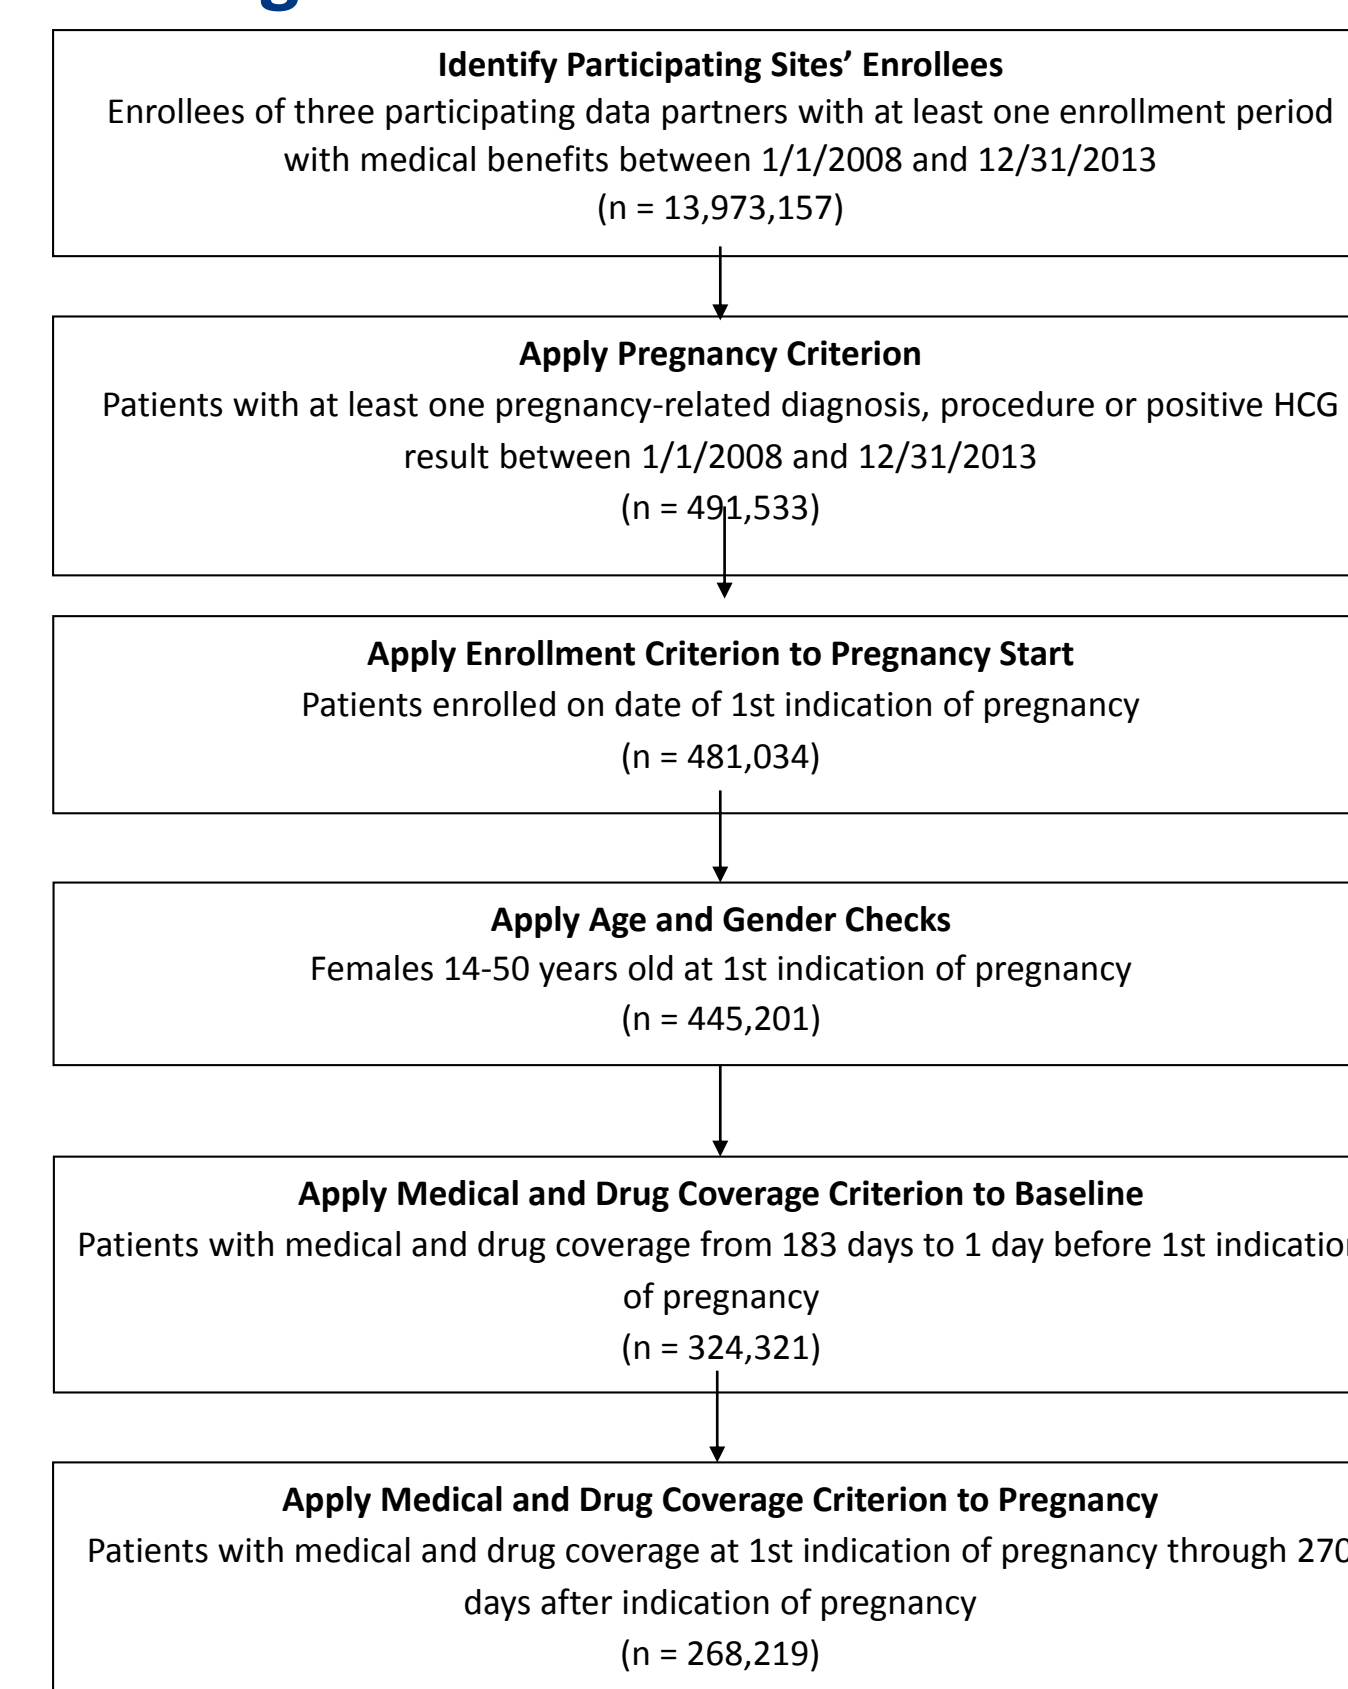 Identify Participating Sites’ Enrollees
Enrollees of three participating data partners with at least one enrollment period
with medical benefits between 1/1/2008 and 12/31/2013
(n = 13,973,157)
Apply Pregnancy Criterion
Patients with at least one pregnancy-related diagnosis, procedure or positive HCG
result between 1/1/2008 and 12/31/2013
(n = 491,533)
Apply Enrollment Criterion to Pregnancy Start
Patients enrolled on date of 1st indication of pregnancy
(n = 481,034)
Apply Age and Gender Checks
Females 14-50 years old at 1st indication of pregnancy
(n = 445,201)
Apply Medical and Drug Coverage Criterion to Baseline
Patients with medical and drug coverage from 183 days to 1 day before 1st indication
of pregnancy
(n = 324,321)
Apply Medical and Drug Coverage Criterion to Pregnancy
Patients with medical and drug coverage at 1st indication of pregnancy through 270
days after indication of pregnancy
(n = 268,219)